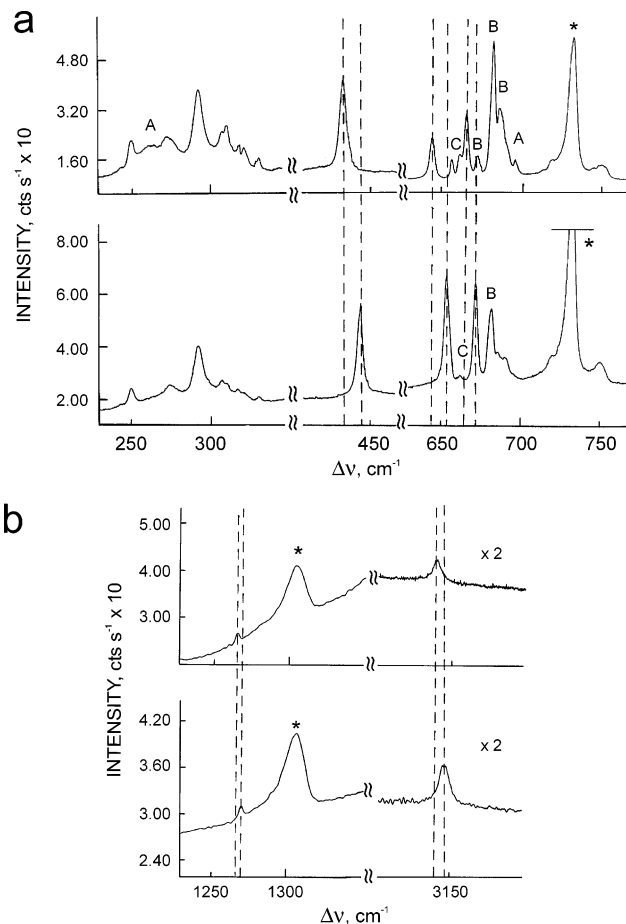 a
INTENSITY, cts s⁻¹ x 10
4.80
3.20
1.60
A
C
B
B
B
A
*
8.00
6.00
4.00
2.00
C
B
*
250 300 450 650 700 750
Δν, cm⁻¹
b
INTENSITY, cts s⁻¹ x 10
5.00
4.00
3.00
*
x 2
4.20
3.60
3.00
2.40
*
x 2
1250 1300 3150
Δν, cm⁻¹